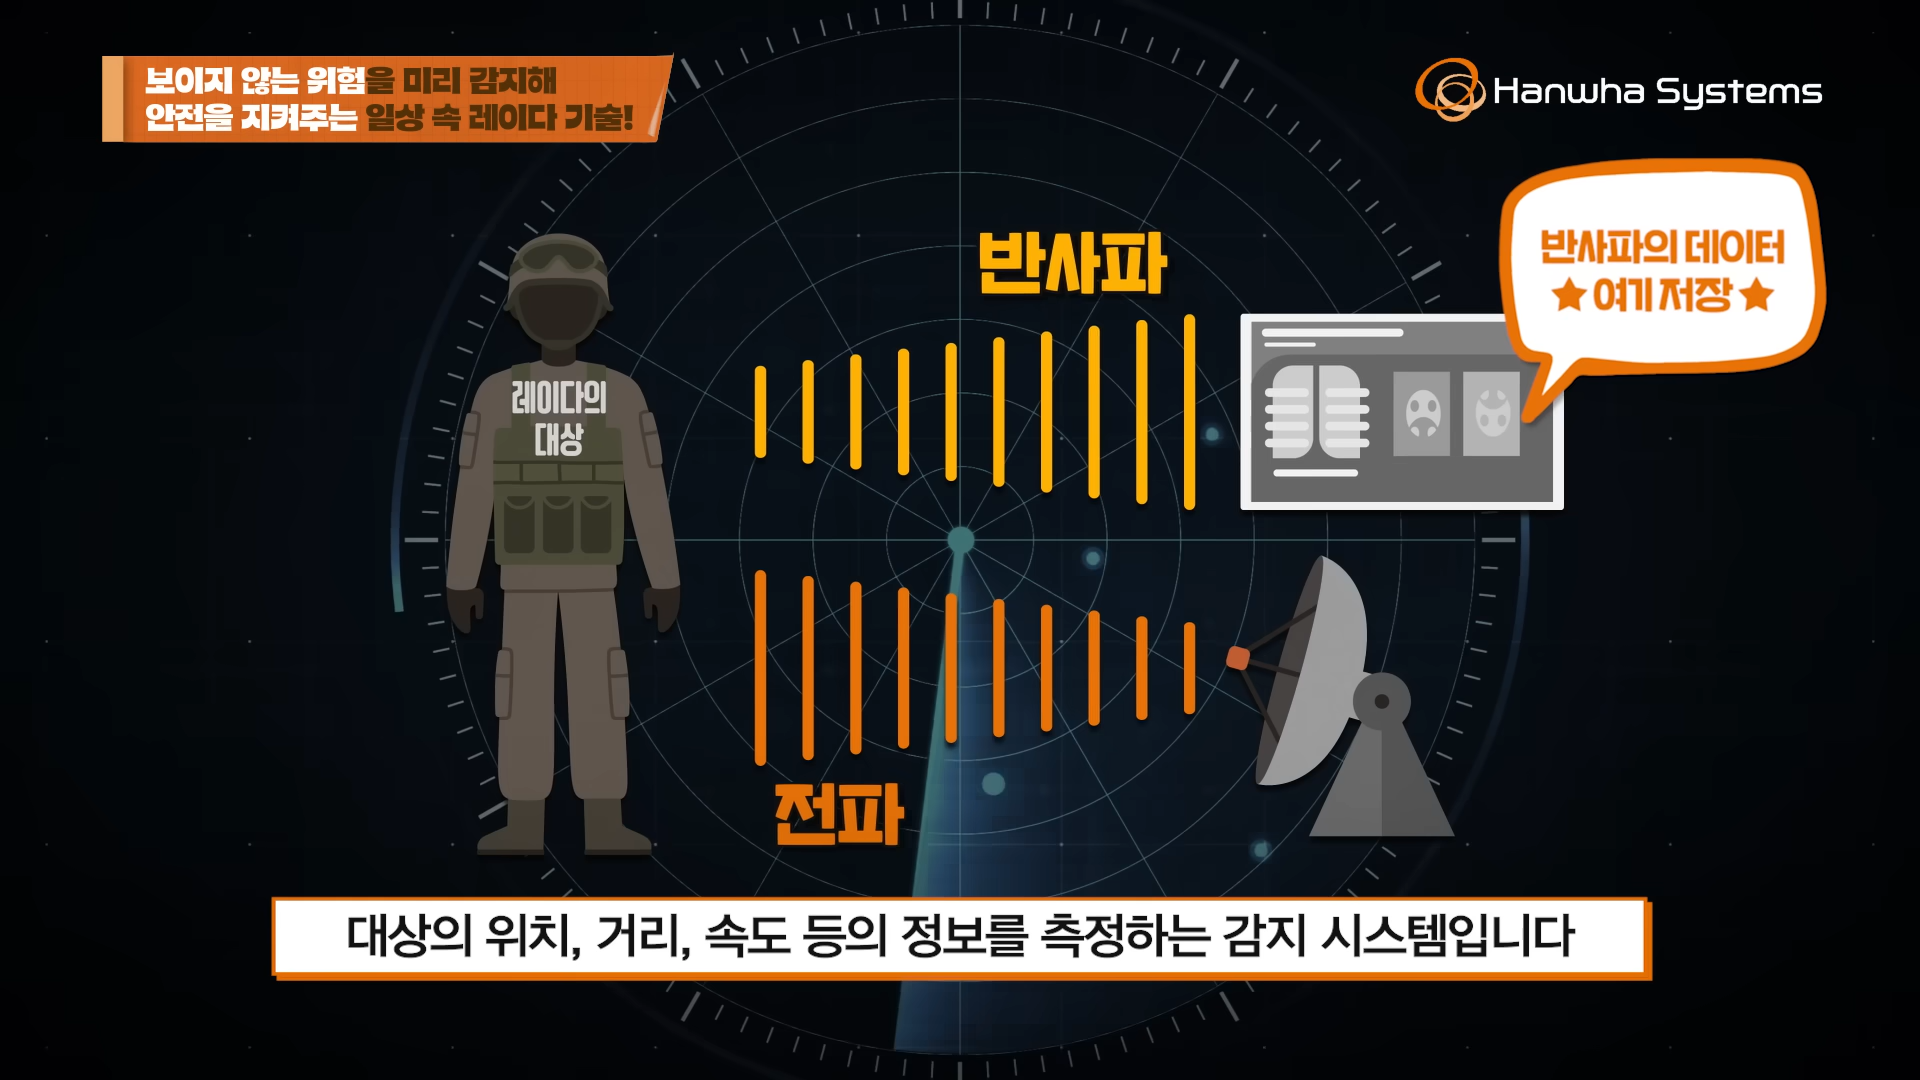 보이지 않는 위험을 미리 감지해
안전을 지켜주는 일상 속 레이다 기술!
Hanwha Systems
반사파의 데이터
★ 여기 저장 ★
반사파
레이다의
대상
전파
대상의 위치, 거리, 속도 등의 정보를 측정하는 감지 시스템입니다